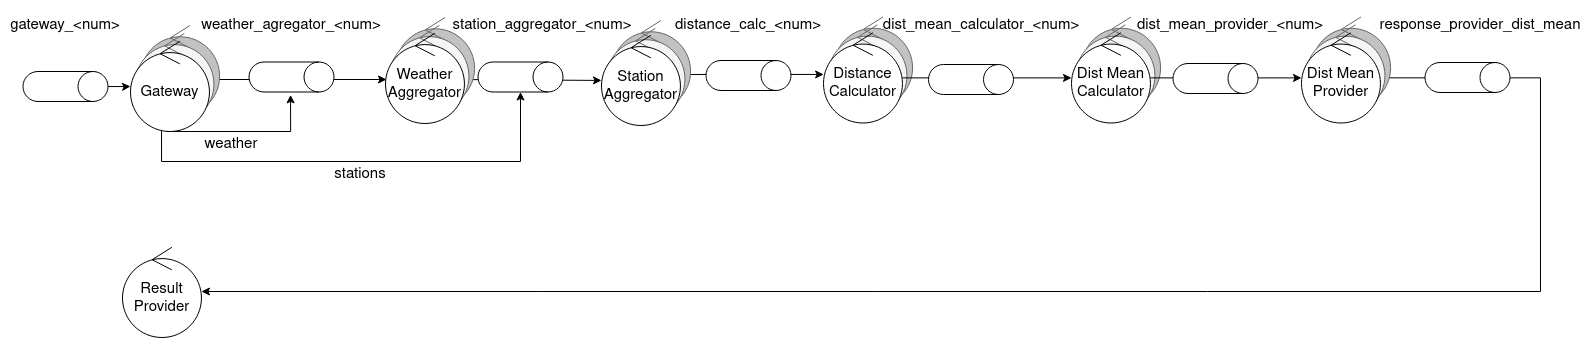 gateway_<num>
weather_agregator_<num>
station_aggregator_<num>
distance_calc_<num>
dist_mean_calculator_<num>
dist_mean_provider_<num>
response_provider_dist_mean
Gateway
Weather
Aggregator
Station
Aggregator
Distance
Calculator
Dist Mean
Calculator
Dist Mean
Provider
weather
stations
Result
Provider